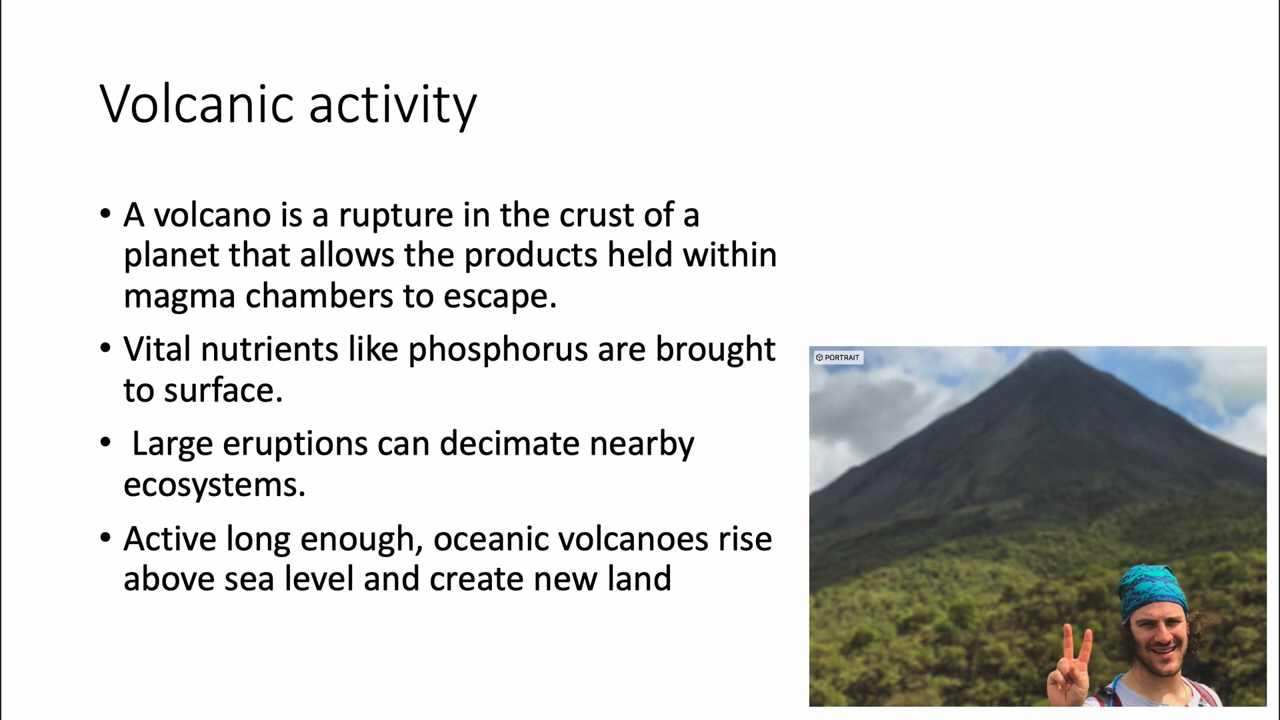 Volcanic activity
• A volcano is a rupture in the crust of a
planet that allows the products held within
magma chambers to escape.
• Vital nutrients like phosphorus are brought
to surface.
• Large eruptions can decimate nearby
ecosystems.
• Active long enough, oceanic volcanoes rise
above sea level and create new land
PORTRAIT